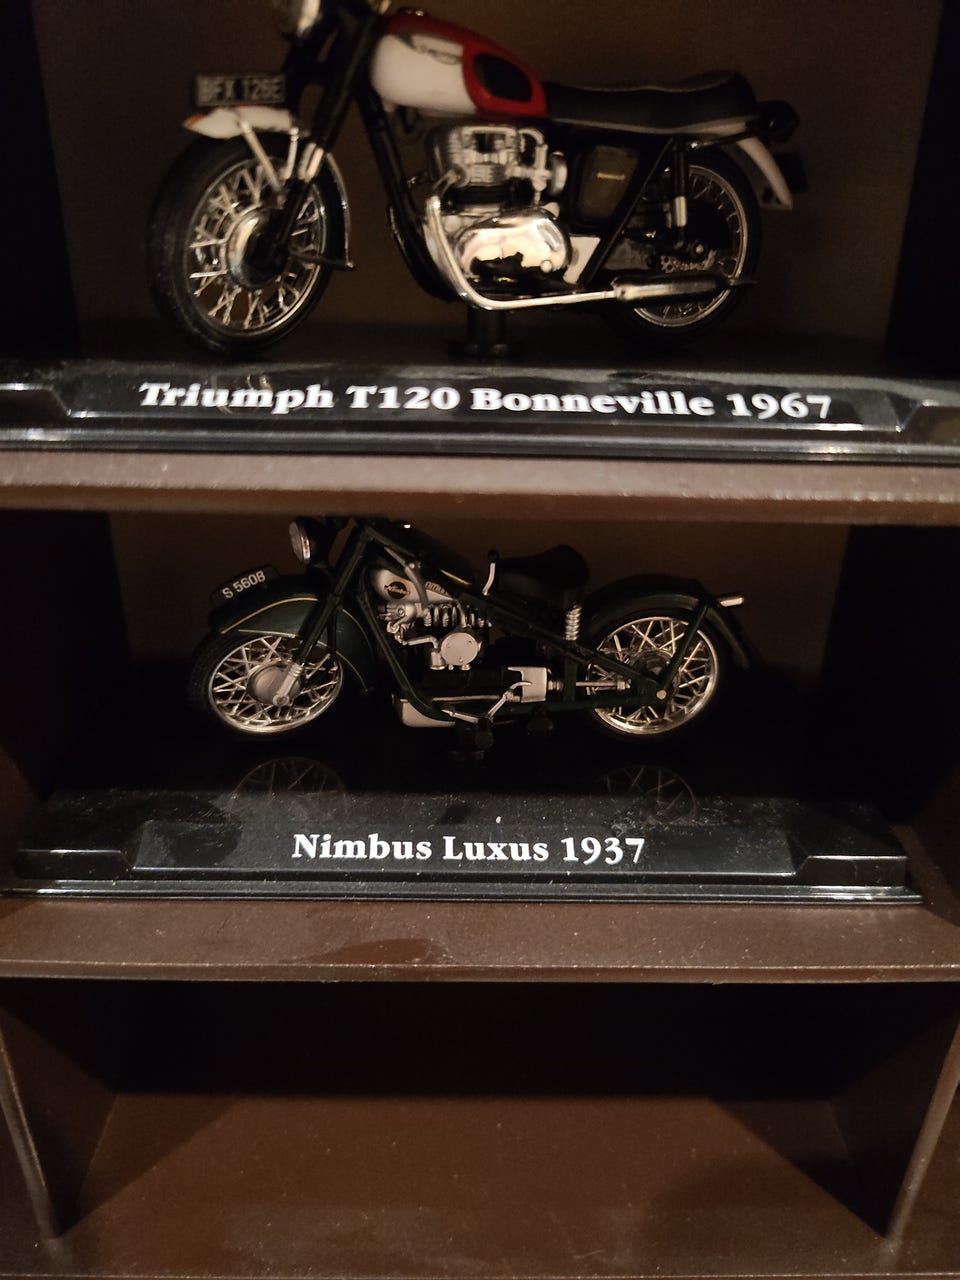 BFX 128E
Triumph T120 Bonneville 1967
S 5608
Nimbus Luxus 1937